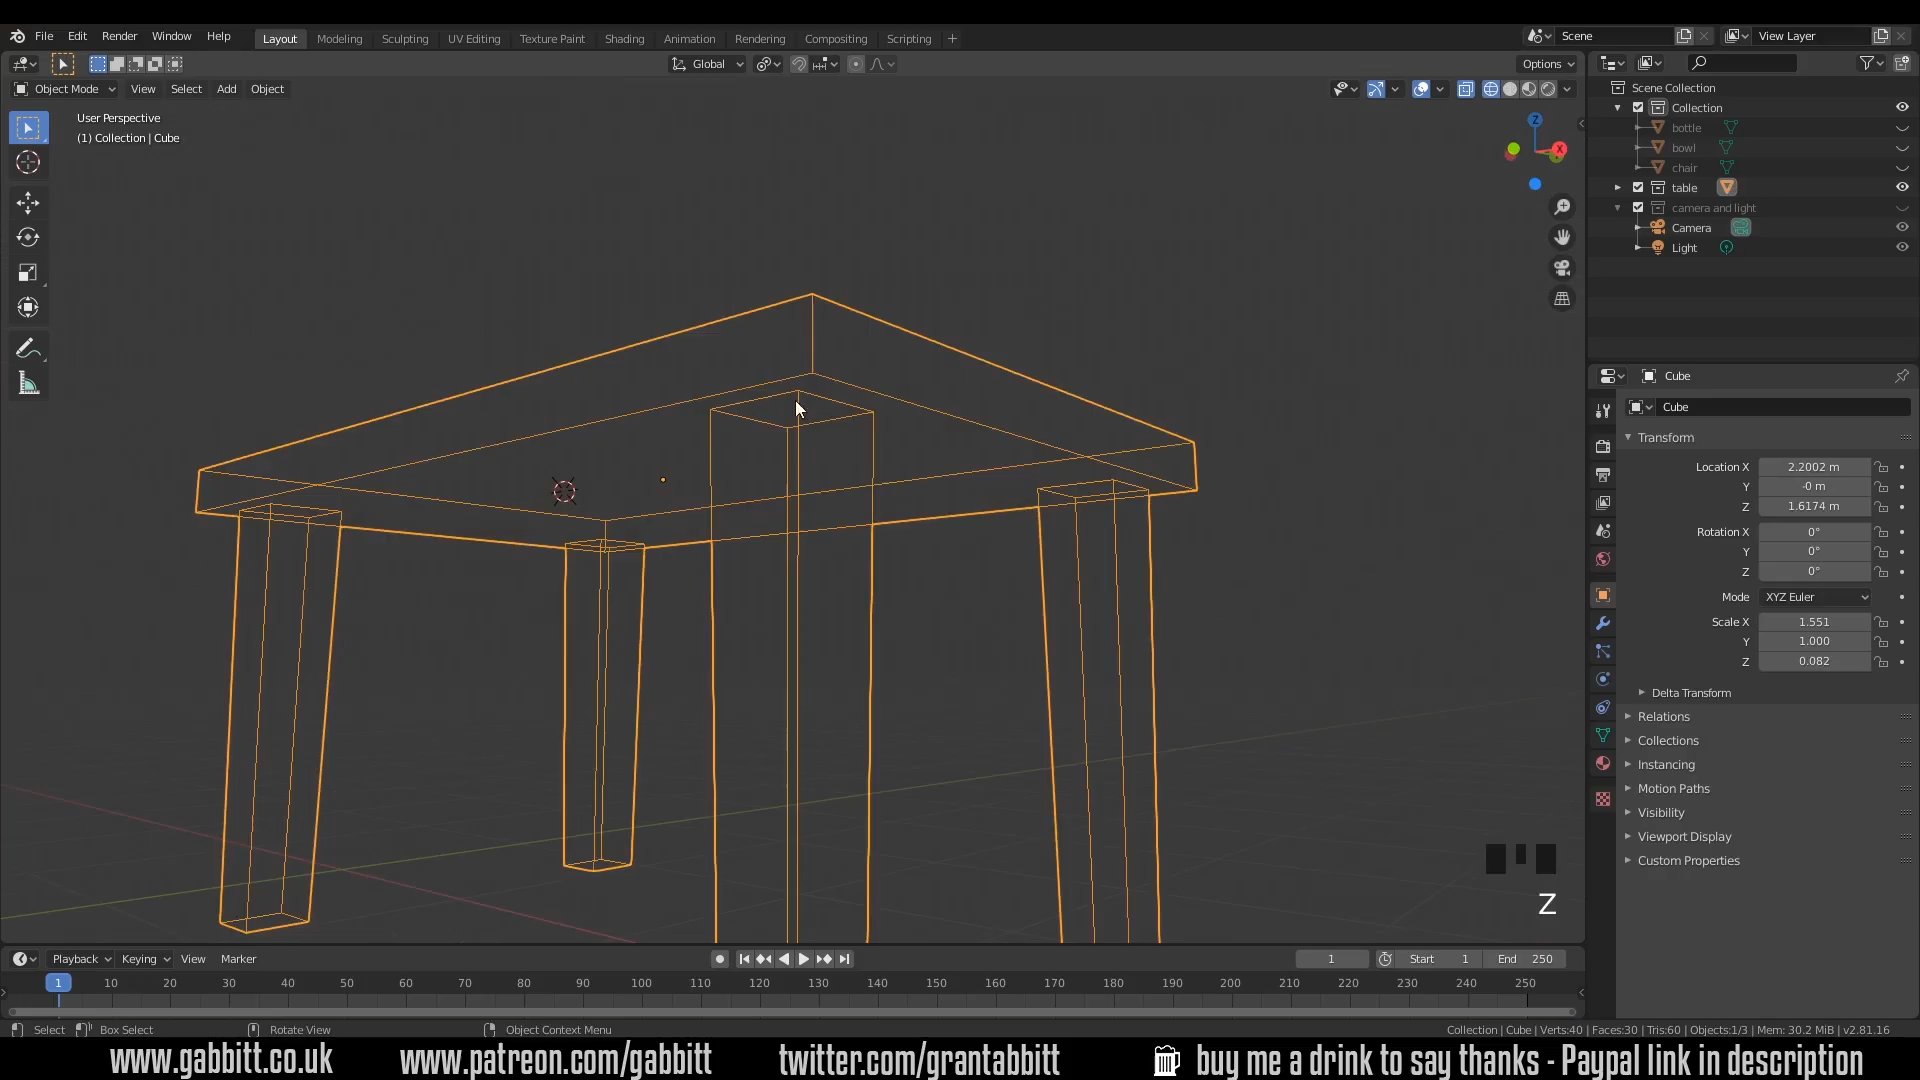 File Edit Render Window Help Layout Modeling Sculpting UV Editing Texture Paint Shading Animation Rendering Compositing Scripting + Scene View Layer
Global Options
Object Mode View Select Add Object
User Perspective
(1) Collection | Cube
Z
X
Scene Collection
Collection
bottle
bowl
chair
table
camera and light
Camera
Light
Cube
Cube
Transform
Location X 2.2002 m
Y -0 m
Z 1.6174 m
Rotation X 0°
Y 0°
Z 0°
Mode XYZ Euler
Scale X 1.551
Y 1.000
Z 0.082
Delta Transform
Relations
Collections
Instancing
Motion Paths
Visibility
Viewport Display
Custom Properties
Z
Playback Keying View Marker 1 Start 1 End 250
1 10 20 30 40 50 60 70 80 90 100 110 120 130 140 150 160 170 180 190 200 210 220 230 240 250
Select Box Select Rotate View Object Context Menu Collection | Cube | Verts:40 | Faces:30 | Tris:60 | Objects:1/3 | Mem: 30.2 MiB | v2.81.16
www.gabbitt.co.uk www.patreon.com/gabbitt twitter.com/grantabbitt buy me a drink to say thanks - Paypal link in description